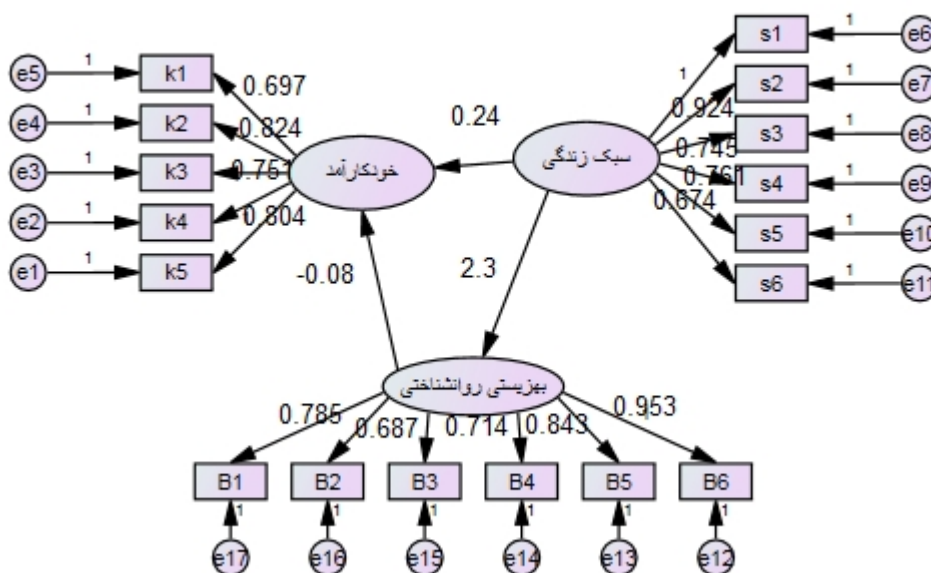 e5 1 k1 0.697
e4 1 k2 0.824
e3 1 k3 0.751
e2 1 k4 0.804
e1 1 k5
خودکارآمد
0.24
سبک زندگی
1 s1 1 e6
0.924 s2 1 e7
0.745 s3 1 e8
0.761 s4 1 e9
0.674 s5 1 e10
s6 1 e11
-0.08
2.3
بهزیستی روانشناختی
0.785 0.687 0.714 0.843 0.953
B1 B2 B3 B4 B5 B6
1 1 1 1 1 1
e17 e16 e15 e14 e13 e12